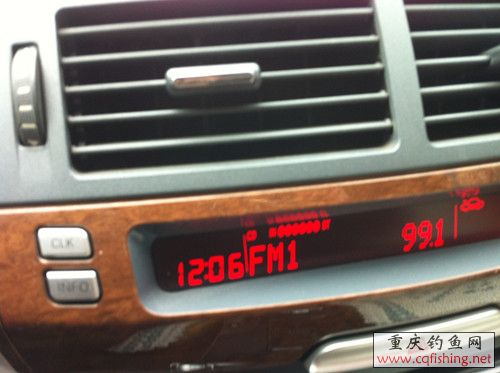 CLK
INFO
12:06 FM1 99.1
重庆钓鱼网
www.cqfishing.net